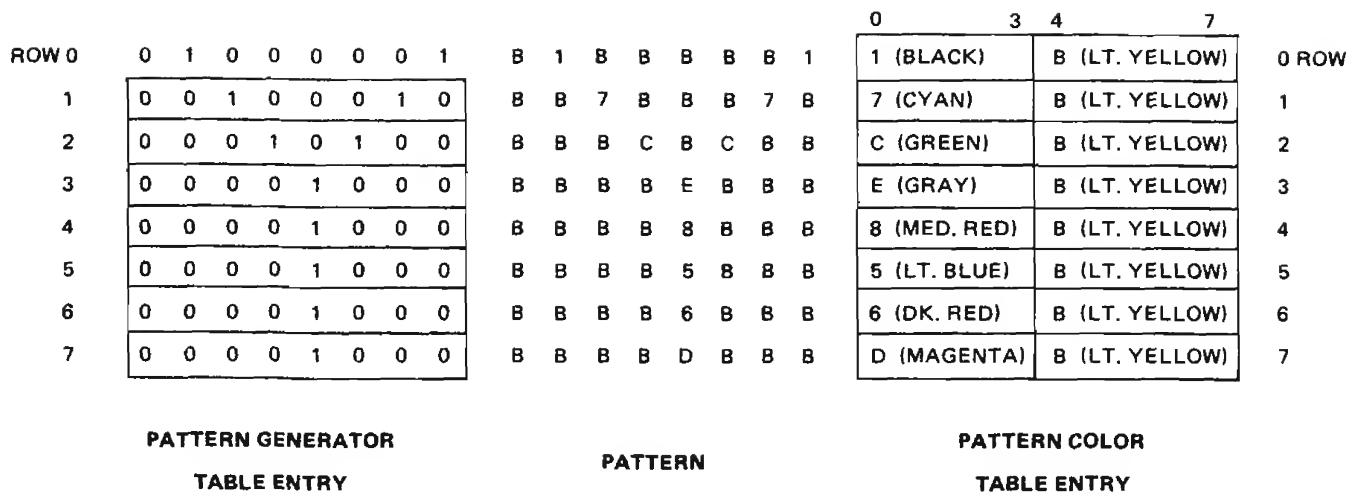 0 3 4 7
ROW 0 0 1 0 0 0 0 0 1 B 1 B B B B B 1 1 (BLACK) B (LT. YELLOW) 0 ROW
1 0 0 1 0 0 0 1 0 B B 7 B B B 7 B 7 (CYAN) B (LT. YELLOW) 1
2 0 0 0 1 0 1 0 0 B B B C B C B B C (GREEN) B (LT. YELLOW) 2
3 0 0 0 0 1 0 0 0 B B B B E B B B E (GRAY) B (LT. YELLOW) 3
4 0 0 0 0 1 0 0 0 B B B B 8 B B B 8 (MED. RED) B (LT. YELLOW) 4
5 0 0 0 0 1 0 0 0 B B B B 5 B B B 5 (LT. BLUE) B (LT. YELLOW) 5
6 0 0 0 0 1 0 0 0 B B B B 6 B B B 6 (DK. RED) B (LT. YELLOW) 6
7 0 0 0 0 1 0 0 0 B B B B D B B B D (MAGENTA) B (LT. YELLOW) 7
PATTERN GENERATOR
TABLE ENTRY
PATTERN
PATTERN COLOR
TABLE ENTRY